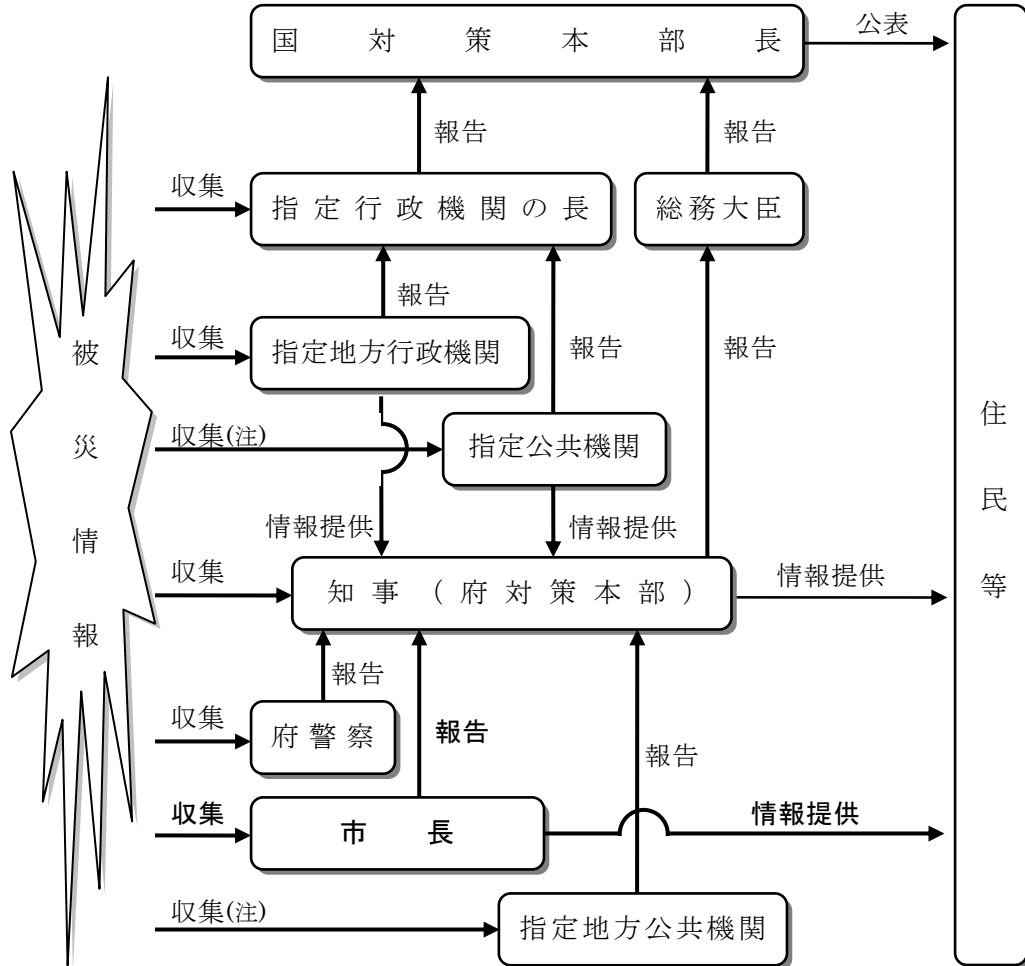 国対策本部長
公表
報告
報告
収集
指定行政機関の長
総務大臣
報告
収集
指定地方行政機関
報告
報告
被災情報
住民等
収集(注)
指定公共機関
情報提供
情報提供
収集
知事(府対策本部)
情報提供
報告
収集
府警察
報告
報告
収集
市長
情報提供
収集(注)
指定地方公共機関